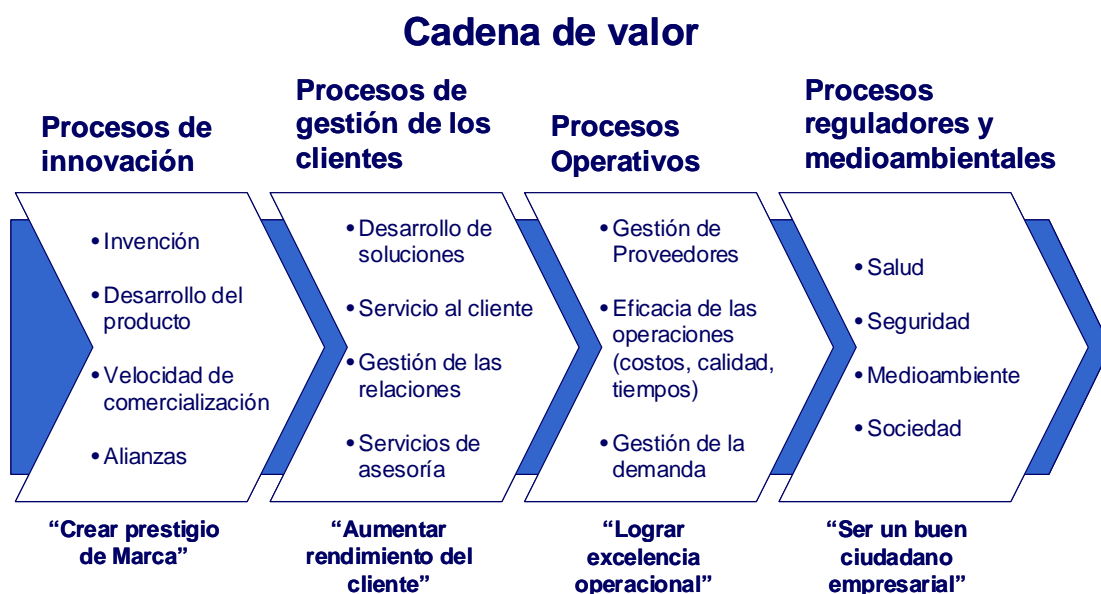 Cadena de valor
Procesos de
innovación
• Invención
• Desarrollo del
producto
• Velocidad de
comercialización
• Alianzas
“Crear prestigio
de Marca”
Procesos de
gestión de los
clientes
• Desarrollo de
soluciones
• Servicio al cliente
• Gestión de las
relaciones
• Servicios de
asesoría
“Aumentar
rendimiento del
cliente”
Procesos
Operativos
• Gestión de
Proveedores
• Eficacia de las
operaciones
(costos, calidad,
tiempos)
• Gestión de la
demanda
“Lograr
excelencia
operacional”
Procesos
reguladores y
medioambientales
• Salud
• Seguridad
• Medioambiente
• Sociedad
“Ser un buen
ciudadano
empresarial”